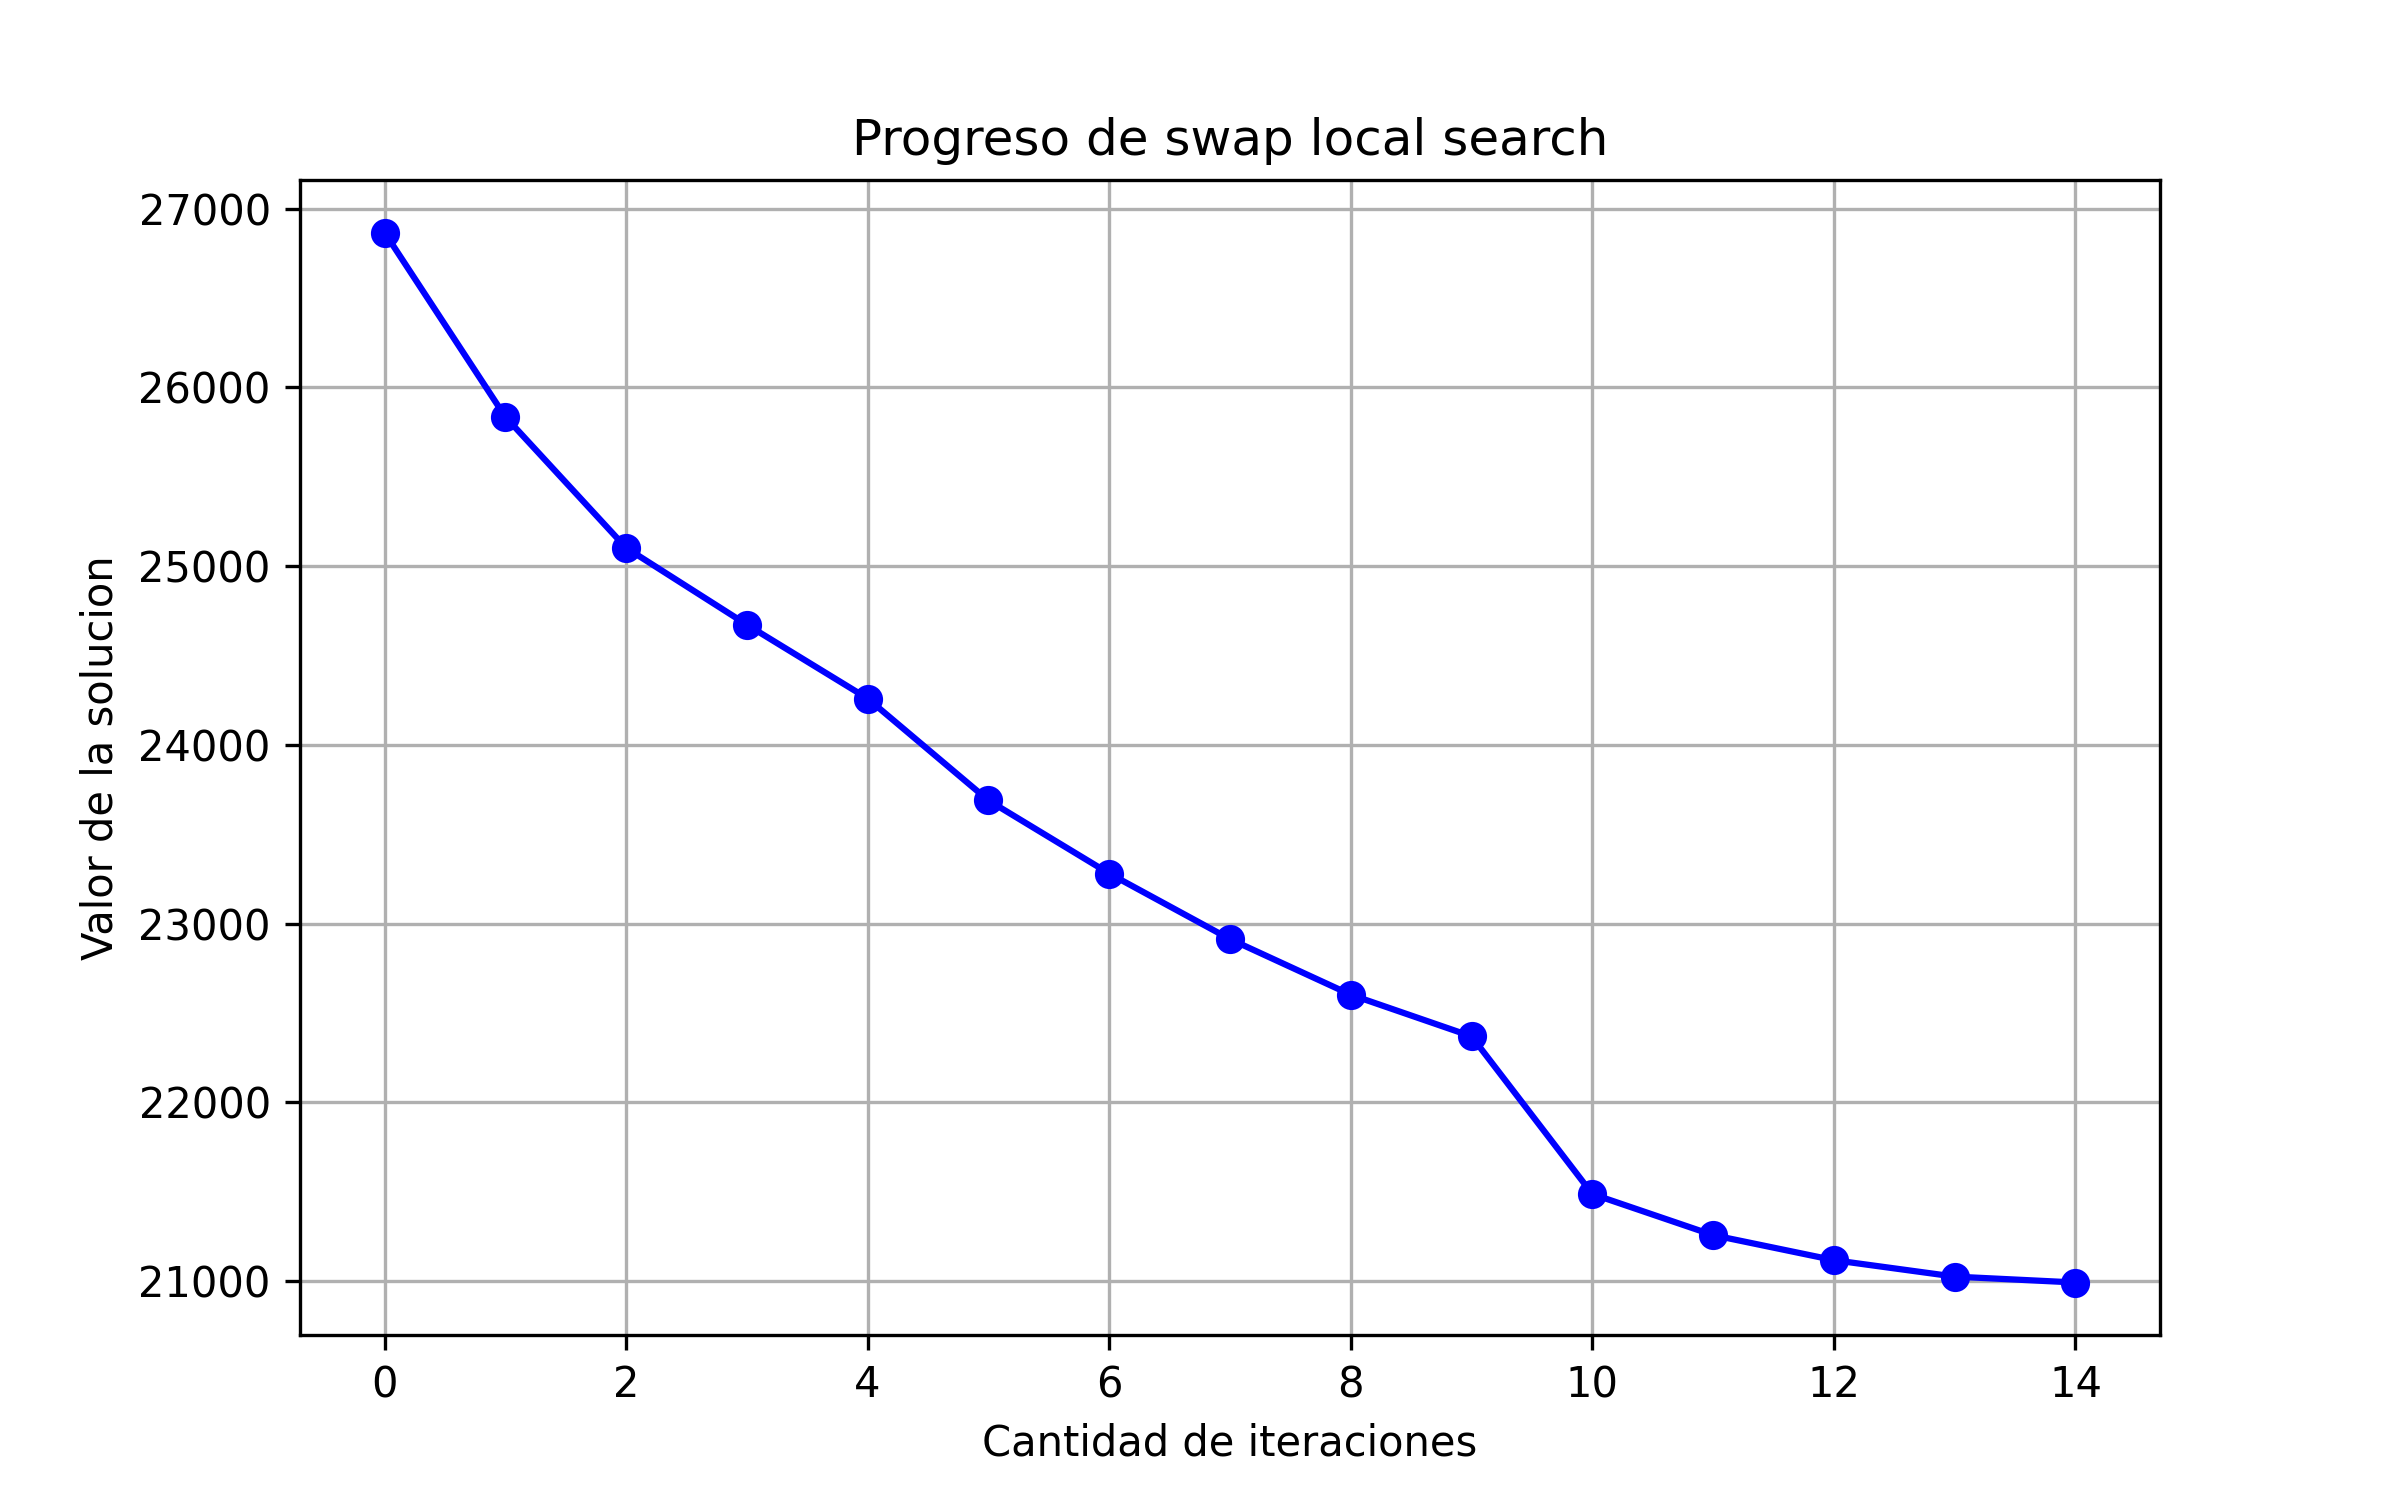 Progreso de swap local search
Valor de la solucion
27000
26000
25000
24000
23000
22000
21000
0 2 4 6 8 10 12 14
Cantidad de iteraciones